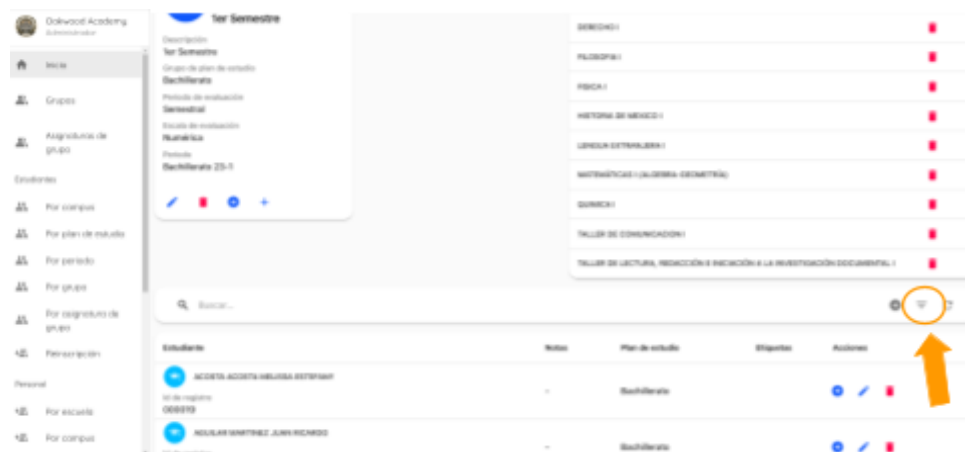 Oakwood Academy
Administrador
Inicio
Grupos
Asignaturas de
grupo
Estudiantes
Por campus
Por plan de estudio
Por periodo
Por grupo
Por asignatura de
grupo
Reinscripción
Personal
Por escuela
Por campus
1er Semestre
Descripción
1er Semestre
Grupo de plan de estudio
Bachillerato
Periodo de evaluación
Semestral
Escala de evaluación
Numérica
Periodo
Bachillerato 23-1
DERECHO I
FILOSOFIA I
FISICA I
HISTORIA DE MEXICO I
LENGUA EXTRANJERA I
MATEMÁTICAS I (ALGEBRA-GEOMETRÍA)
QUIMICA I
TALLER DE COMUNICACION I
TALLER DE LECTURA, REDACCIÓN E INICIACIÓN A LA INVESTIGACIÓN DOCUMENTAL I
Buscar...
Estudiante Notas Plan de estudio Etiquetas Acciones
ACOSTA ACOSTA MELISSA ESTEFANY
Id de registro
000019
- Bachillerato
AGUILAR MARTINEZ JUAN RICARDO
- Bachillerato